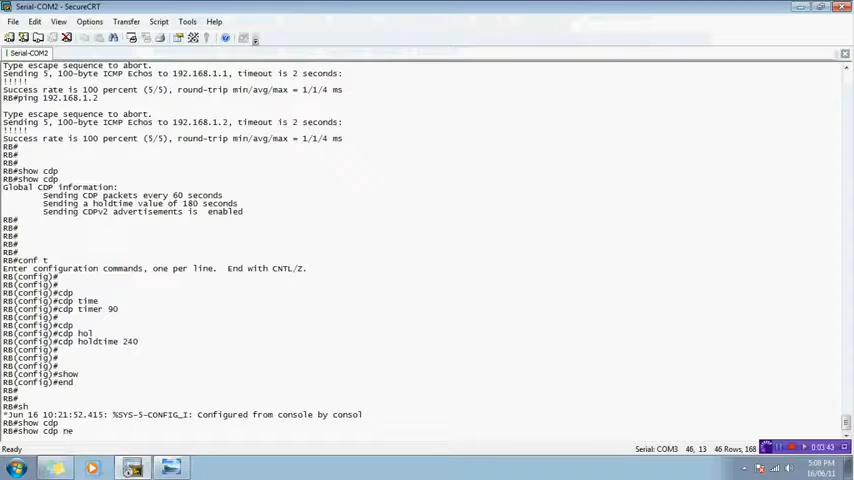 Serial-COM2 - SecureCRT
File Edit View Options Transfer Script Tools Help
Serial-COM2
Type escape sequence to abort.
Sending 5, 100-byte ICMP Echos to 192.168.1.1, timeout is 2 seconds:
!!!!!
Success rate is 100 percent (5/5), round-trip min/avg/max = 1/1/4 ms
RB#ping 192.168.1.2
Type escape sequence to abort.
Sending 5, 100-byte ICMP Echos to 192.168.1.2, timeout is 2 seconds:
!!!!!
Success rate is 100 percent (5/5), round-trip min/avg/max = 1/1/4 ms
RB#
RB#
RB#
RB#show cdp
RB#show cdp
Global CDP information:
Sending CDP packets every 60 seconds
Sending a holdtime value of 180 seconds
Sending CDPv2 advertisements is  enabled
RB#
RB#
RB#
RB#
RB#conf t
Enter configuration commands, one per line.  End with CNTL/Z.
RB(config)#
RB(config)#
RB(config)#cdp
RB(config)#cdp time
RB(config)#cdp timer 90
RB(config)#
RB(config)#cdp
RB(config)#cdp hol
RB(config)#cdp holdtime 240
RB(config)#
RB(config)#
RB(config)#
RB(config)#show
RB(config)#end
RB#
RB#
RB#sh
*Jun 16 10:21:52.415: %SYS-5-CONFIG_I: Configured from console by consol
RB#show cdp
RB#show cdp ne
Ready Serial: COM3 46, 13 46 Rows, 168 0:03:43
5:08 PM
16/06/11